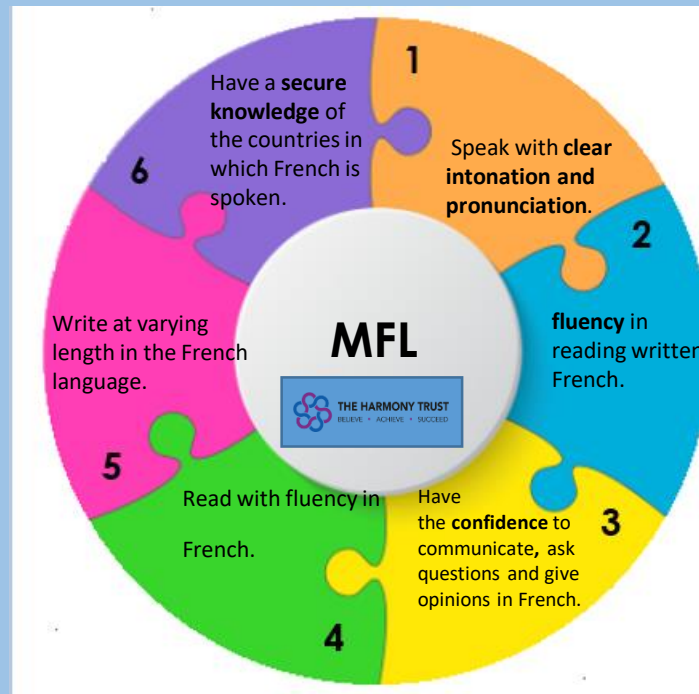 1
Speak with clear
intonation and
pronunciation.
2
fluency in
reading written
French.
3
Have
the confidence to
communicate, ask
questions and give
opinions in French.
4
Read with fluency in
French.
5
Write at varying
length in the French
language.
6
Have a secure
knowledge of
the countries in
which French is
spoken.
MFL
THE HARMONY TRUST
BELIEVE • ACHIEVE • SUCCEED